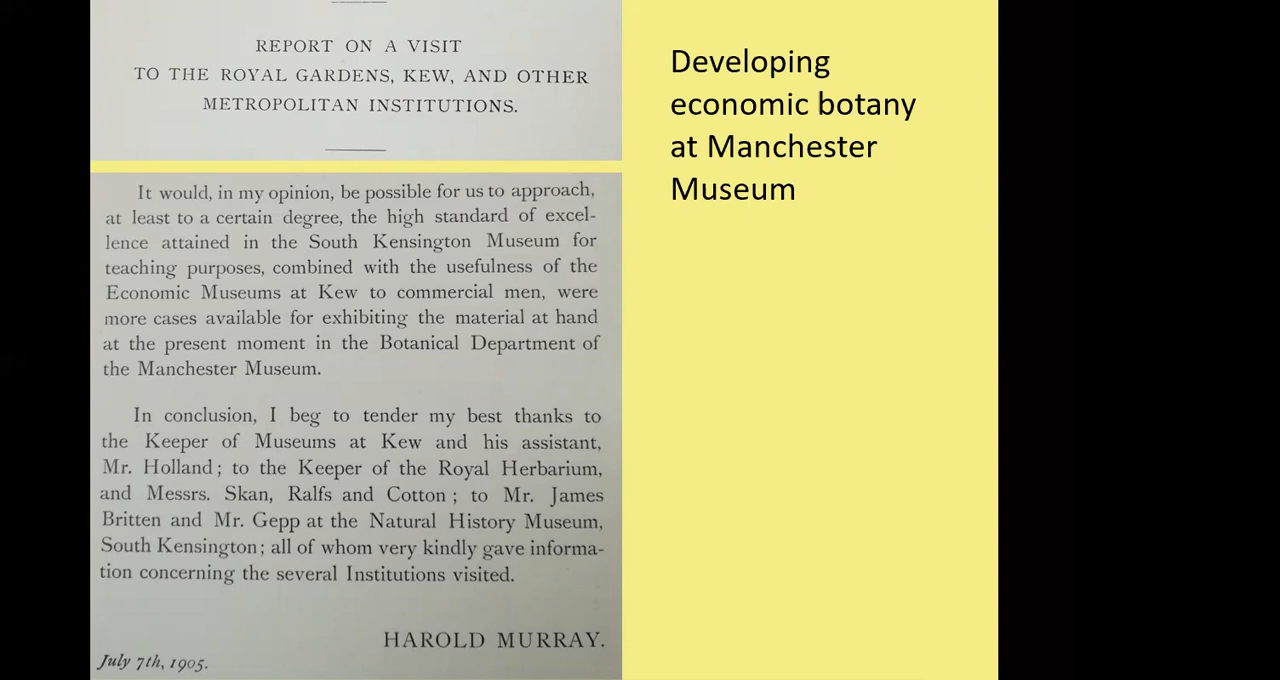 REPORT ON A VISIT
TO THE ROYAL GARDENS, KEW, AND OTHER
METROPOLITAN INSTITUTIONS.
It would, in my opinion, be possible for us to approach,
at least to a certain degree, the high standard of excel-
lence attained in the South Kensington Museum for
teaching purposes, combined with the usefulness of the
Economic Museums at Kew to commercial men, were
more cases available for exhibiting the material at hand
at the present moment in the Botanical Department of
the Manchester Museum.
In conclusion, I beg to tender my best thanks to
the Keeper of Museums at Kew and his assistant,
Mr. Holland; to the Keeper of the Royal Herbarium,
and Messrs. Skan, Ralfs and Cotton; to Mr. James
Britten and Mr. Gepp at the Natural History Museum,
South Kensington; all of whom very kindly gave informa-
tion concerning the several Institutions visited.
HAROLD MURRAY.
July 7th, 1905.
Developing
economic botany
at Manchester
Museum